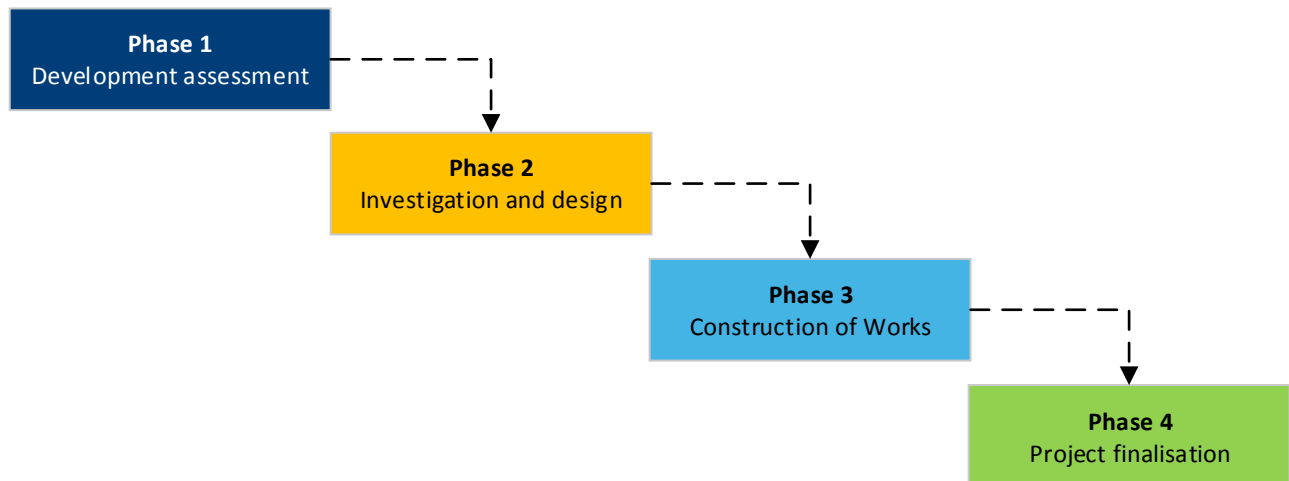 Phase 1
Development assessment
Phase 2
Investigation and design
Phase 3
Construction of Works
Phase 4
Project finalisation